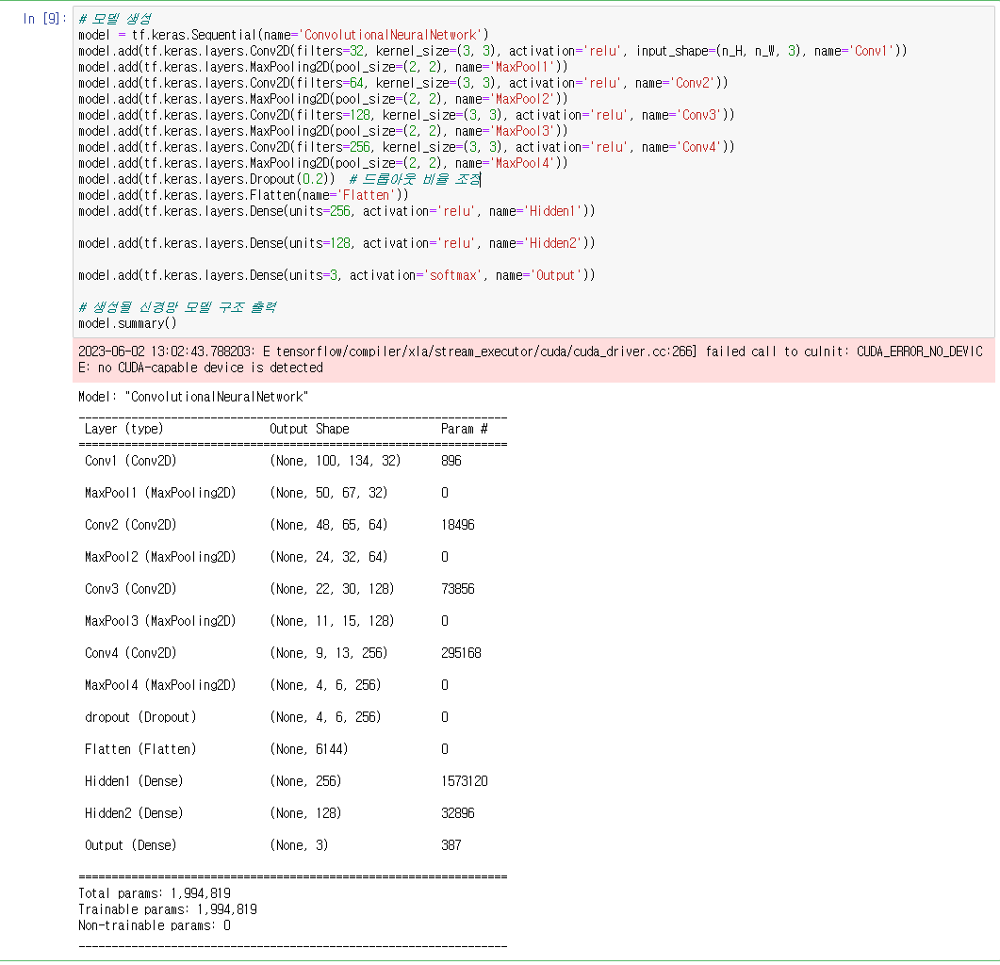 In [9]:
# 모델 생성
model = tf.keras.Sequential(name='ConvolutionalNeuralNetwork')
model.add(tf.keras.layers.Conv2D(filters=32, kernel_size=(3, 3), activation='relu', input_shape=(n_H, n_W, 3), name='Conv1'))
model.add(tf.keras.layers.MaxPooling2D(pool_size=(2, 2), name='MaxPool1'))
model.add(tf.keras.layers.Conv2D(filters=64, kernel_size=(3, 3), activation='relu', name='Conv2'))
model.add(tf.keras.layers.MaxPooling2D(pool_size=(2, 2), name='MaxPool2'))
model.add(tf.keras.layers.Conv2D(filters=128, kernel_size=(3, 3), activation='relu', name='Conv3'))
model.add(tf.keras.layers.MaxPooling2D(pool_size=(2, 2), name='MaxPool3'))
model.add(tf.keras.layers.Conv2D(filters=256, kernel_size=(3, 3), activation='relu', name='Conv4'))
model.add(tf.keras.layers.MaxPooling2D(pool_size=(2, 2), name='MaxPool4'))
model.add(tf.keras.layers.Dropout(0.2))  # 드롭아웃 비율 조정
model.add(tf.keras.layers.Flatten(name='Flatten'))
model.add(tf.keras.layers.Dense(units=256, activation='relu', name='Hidden1'))
model.add(tf.keras.layers.Dense(units=128, activation='relu', name='Hidden2'))
model.add(tf.keras.layers.Dense(units=3, activation='softmax', name='Output'))
# 생성될 신경망 모델 구조 출력
model.summary()
2023-06-02 13:02:43.788203: E tensorflow/compiler/xla/stream_executor/cuda/cuda_driver.cc:266] failed call to cuInit: CUDA_ERROR_NO_DEVIC
E: no CUDA-capable device is detected
Model: "ConvolutionalNeuralNetwork"
_________________________________________________________________
Layer (type) Output Shape Param #
=================================================================
Conv1 (Conv2D) (None, 100, 134, 32) 896
MaxPool1 (MaxPooling2D) (None, 50, 67, 32) 0
Conv2 (Conv2D) (None, 48, 65, 64) 18496
MaxPool2 (MaxPooling2D) (None, 24, 32, 64) 0
Conv3 (Conv2D) (None, 22, 30, 128) 73856
MaxPool3 (MaxPooling2D) (None, 11, 15, 128) 0
Conv4 (Conv2D) (None, 9, 13, 256) 295168
MaxPool4 (MaxPooling2D) (None, 4, 6, 256) 0
dropout (Dropout) (None, 4, 6, 256) 0
Flatten (Flatten) (None, 6144) 0
Hidden1 (Dense) (None, 256) 1573120
Hidden2 (Dense) (None, 128) 32896
Output (Dense) (None, 3) 387
=================================================================
Total params: 1,994,819
Trainable params: 1,994,819
Non-trainable params: 0
_________________________________________________________________